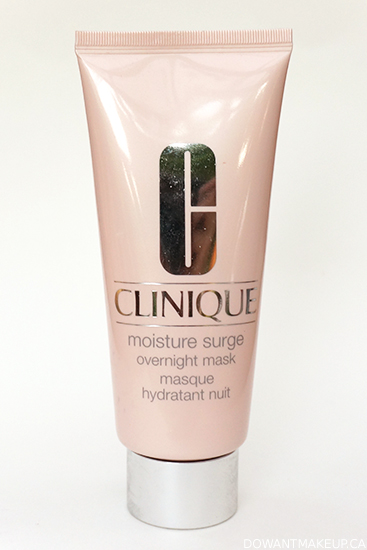 C
CLINIQUE
moisture surge
overnight mask
masque
hydratant nuit
DOWANTMAKEUP.CA